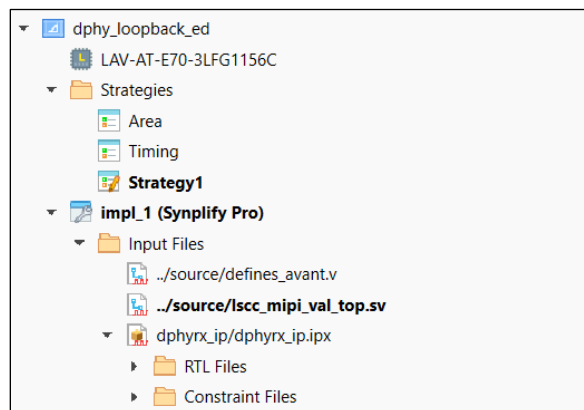 dphy_loopback_ed
LAV-AT-E70-3LFG1156C
Strategies
Area
Timing
Strategy1
impl_1 (Synplify Pro)
Input Files
../source/defines_avant.v
../source/lscc_mipi_val_top.sv
dphyrx_ip/dphyrx_ip.ipx
RTL Files
Constraint Files